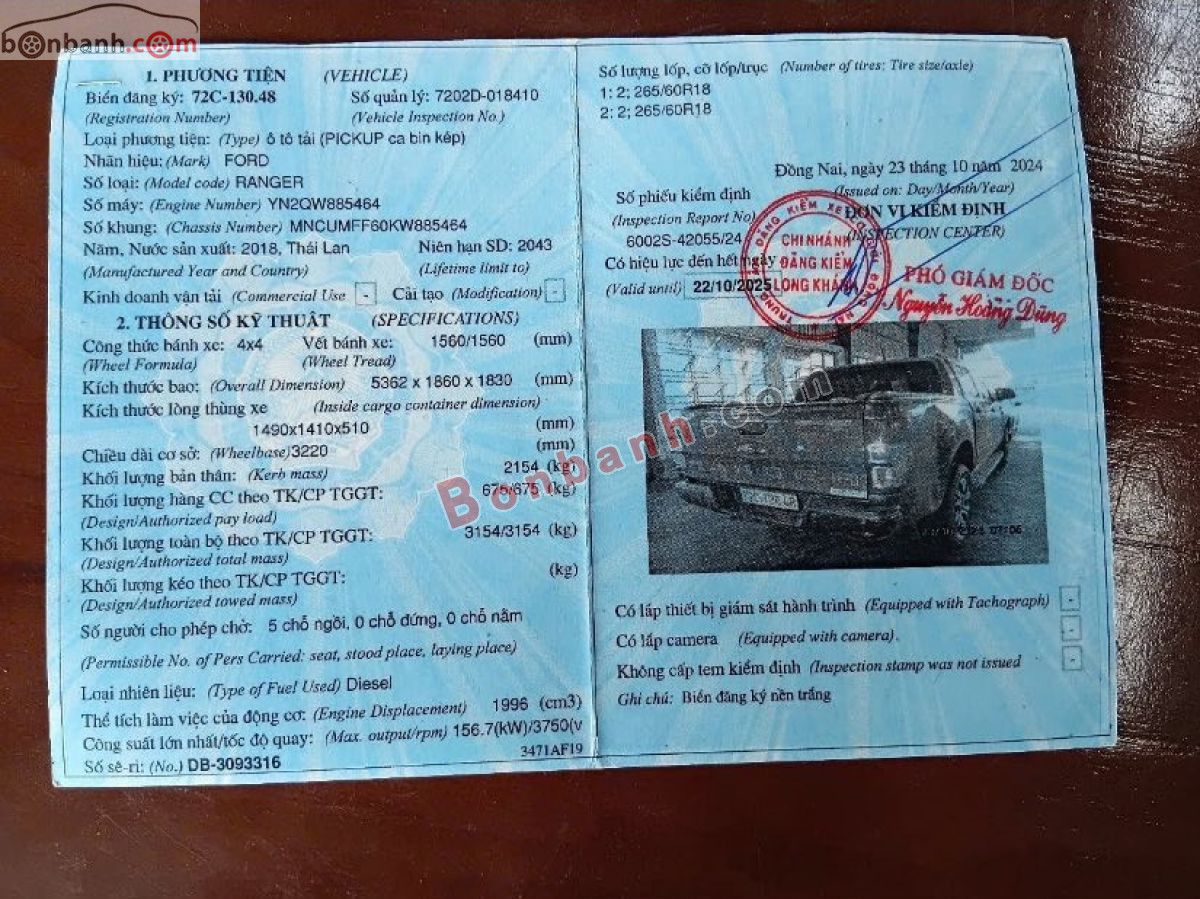 bonbanh.com
1. PHƯƠNG TIỆN (VEHICLE)
Biển đăng ký: 72C-130.48 Số quản lý: 7202D-018410
(Registration Number) (Vehicle Inspection No.)
Loại phương tiện: (Type) ô tô tải (PICKUP ca bin kép)
Nhãn hiệu: (Mark) FORD
Số loại: (Model code) RANGER
Số máy: (Engine Number) YN2QW885464
Số khung: (Chassis Number) MNCUMFF60KW885464
Năm, Nước sản xuất: 2018, Thái Lan Niên hạn SD: 2043
(Manufactured Year and Country) (Lifetime limit to)
Kinh doanh vận tải (Commercial Use - Cải tạo (Modification) -
2. THÔNG SỐ KỸ THUẬT (SPECIFICATIONS)
Công thức bánh xe: 4x4 Vết bánh xe: 1560/1560 (mm)
(Wheel Formula) (Wheel Tread)
Kích thước bao: (Overall Dimension) 5362 x 1860 x 1830 (mm)
Kích thước lòng thùng xe (Inside cargo container dimension)
1490x1410x510 (mm)
Chiều dài cơ sở: (Wheelbase) 3220 (mm)
Khối lượng bản thân: (Kerb mass) 2154 (kg)
Khối lượng hàng CC theo TK/CP TGGT: 675/675 (kg)
(Design/Authorized pay load)
Khối lượng toàn bộ theo TK/CP TGGT: 3154/3154 (kg)
(Design/Authorized total mass)
Khối lượng kéo theo TK/CP TGGT: (kg)
(Design/Authorized towed mass)
Số người cho phép chở: 5 chỗ ngồi, 0 chỗ đứng, 0 chỗ nằm
(Permissible No. of Pers Carried: seat, stood place, laying place)
Loại nhiên liệu: (Type of Fuel Used) Diesel
Thể tích làm việc của động cơ: (Engine Displacement) 1996 (cm3)
Công suất lớn nhất/tốc độ quay: (Max. output/rpm) 156.7(kW)/3750(v
3471AF19
Số sê-ri: (No.) DB-3093316
Số lượng lốp, cỡ lốp/trục (Number of tires; Tire size/axle)
1: 2; 265/60R18
2: 2; 265/60R18
Đồng Nai, ngày 23 tháng 10 năm 2024
(Issued on: Day/Month/Year)
Số phiếu kiểm định ĐƠN VỊ KIỂM ĐỊNH
(Inspection Report No) (INSPECTION CENTER)
6002S-42055/24
Có hiệu lực đến hết ngày
(Valid until) 22/10/2025
CHI NHÁNH
ĐĂNG KIỂM
LONG KHÁNH
PHÓ GIÁM ĐỐC
Nguyễn Hoàng Dũng
Bonbanh.com
Có lắp thiết bị giám sát hành trình (Equipped with Tachograph) -
Có lắp camera (Equipped with camera). -
Không cấp tem kiểm định (Inspection stamp was not issued -
Ghi chú: Biển đăng ký nền trắng